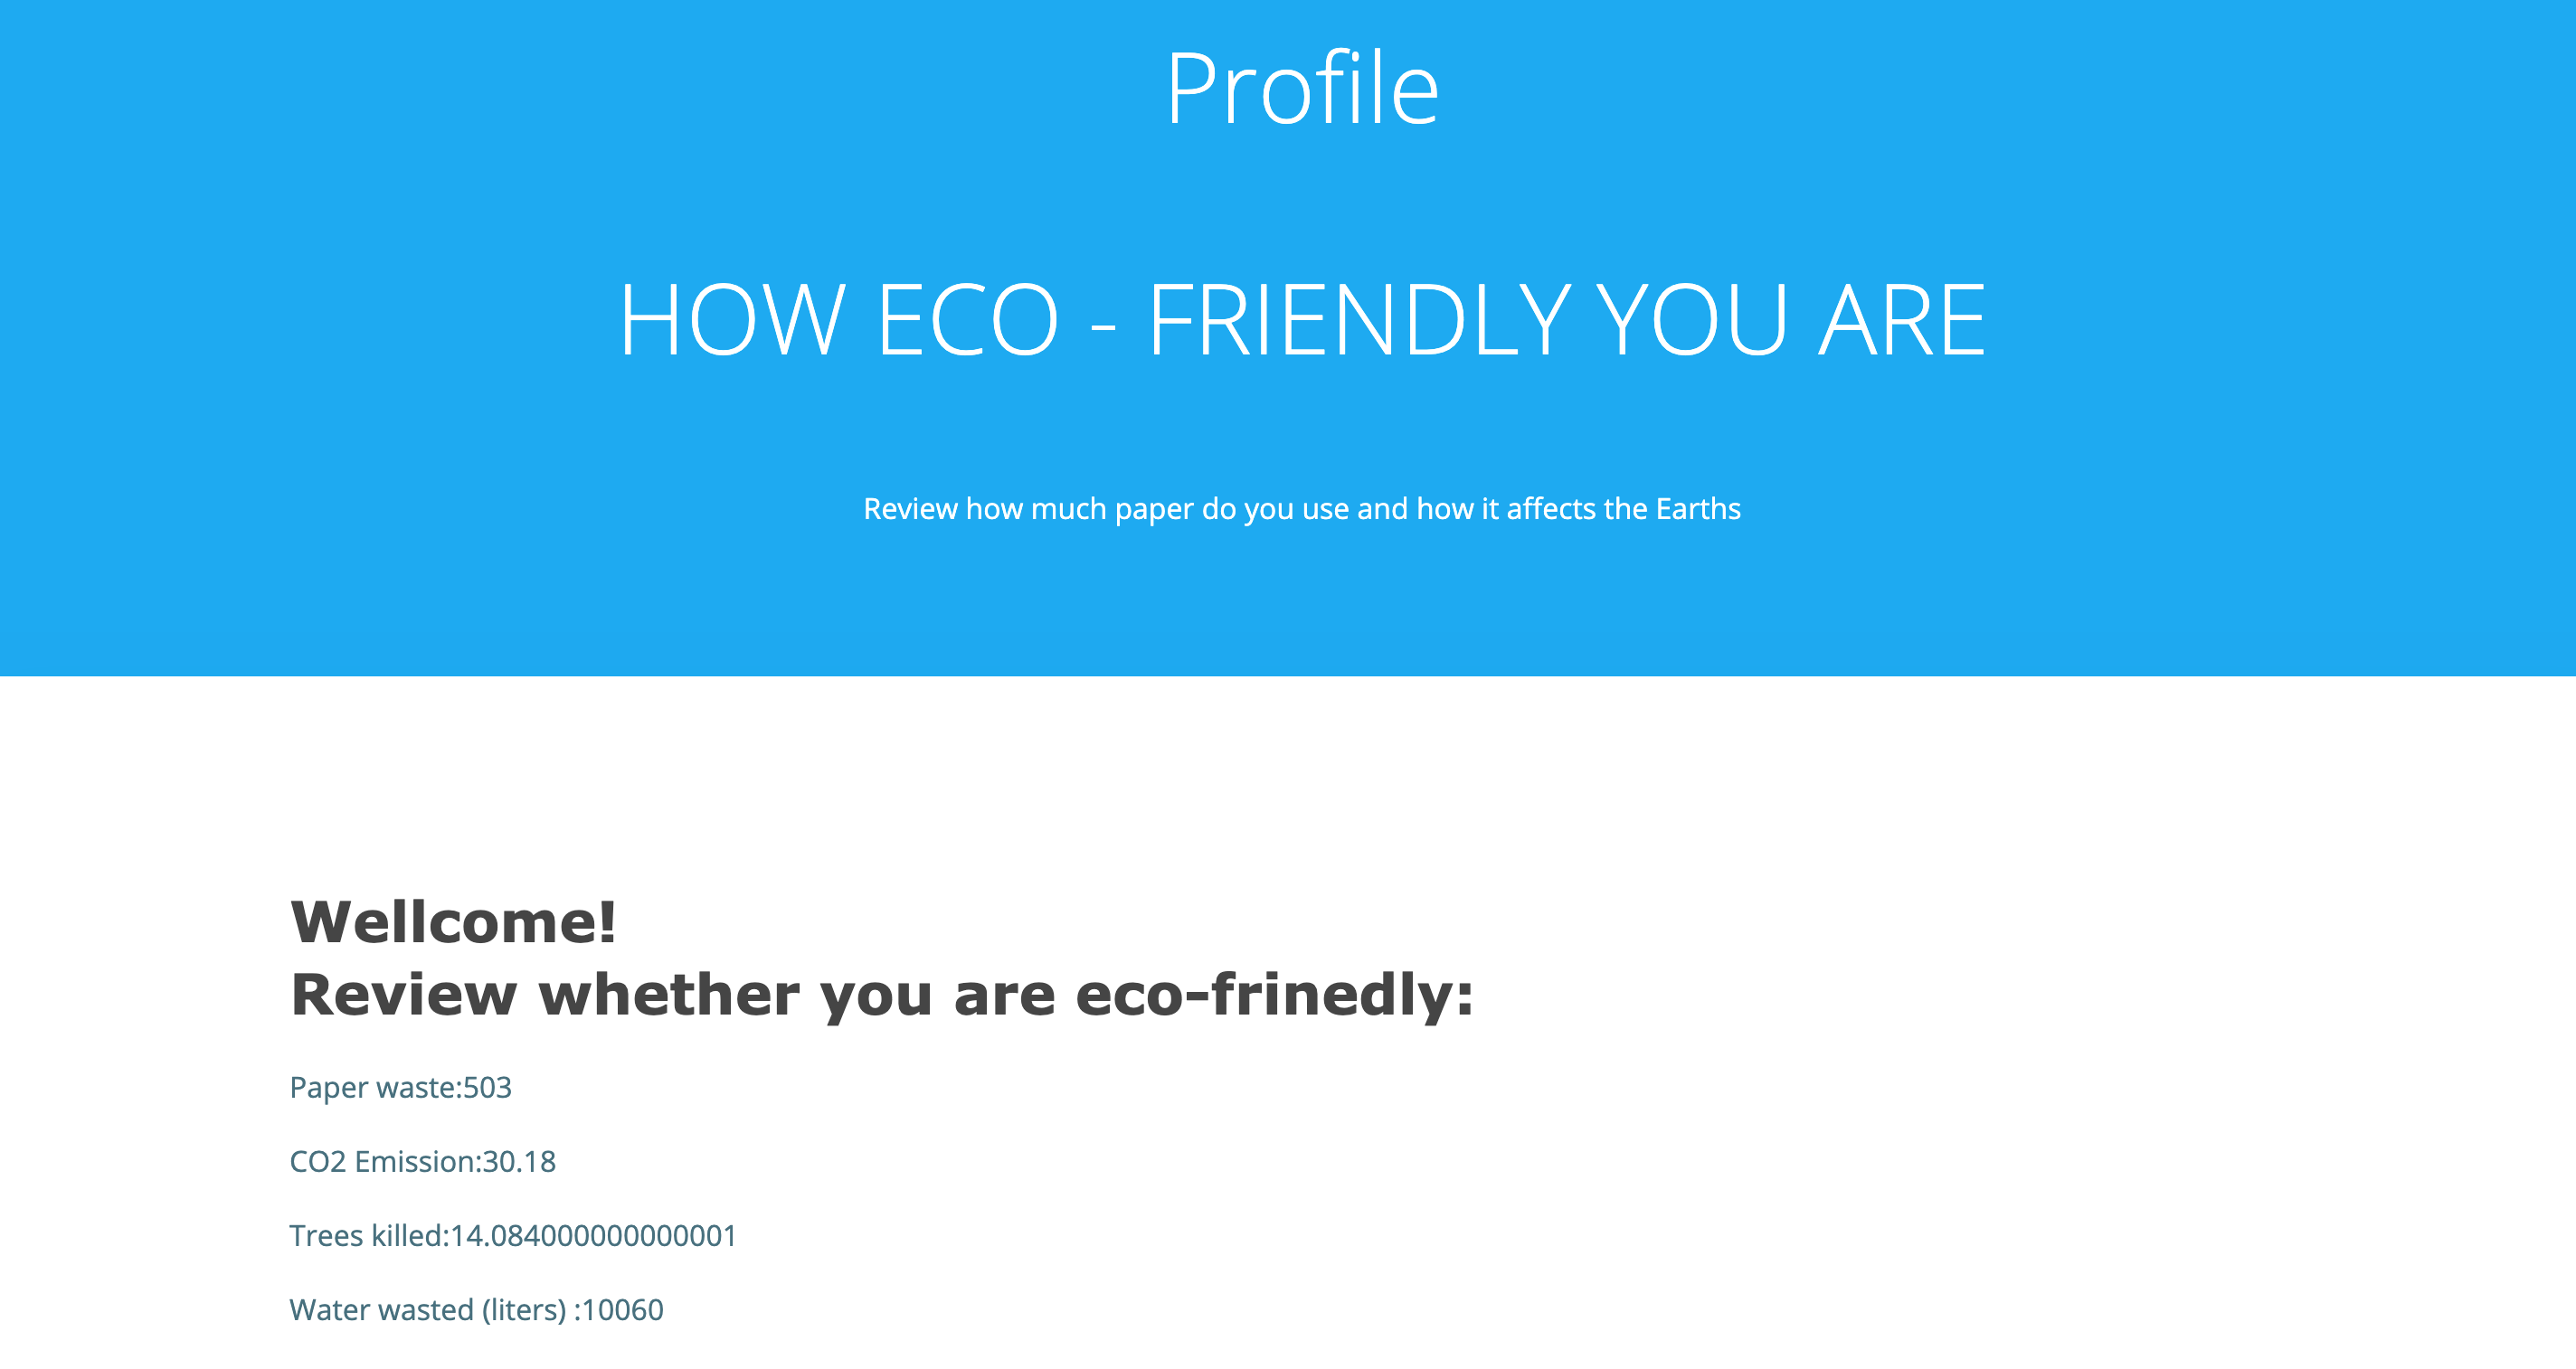 Profile
HOW ECO - FRIENDLY YOU ARE
Review how much paper do you use and how it affects the Earths
Wellcome!
Review whether you are eco-frinedly:
Paper waste:503
CO2 Emission:30.18
Trees killed:14.084000000000001
Water wasted (liters) :10060